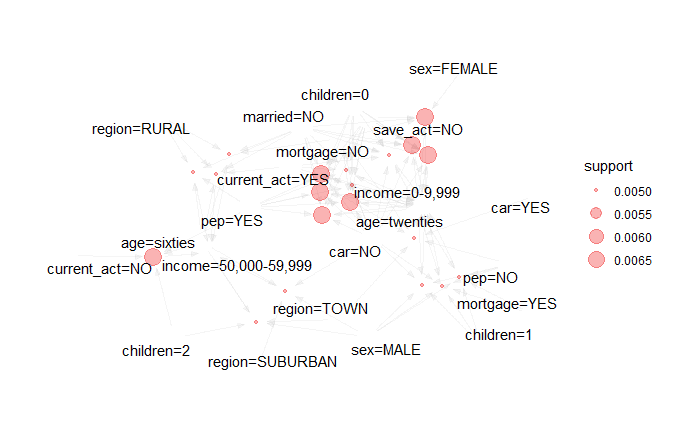 sex=FEMALE
children=0
married=NO
region=RURAL
save_act=NO
mortgage=NO
support
current_act=YES
0.0050
income=0-9,999
car=YES
0.0055
pep=YES
age=twenties
0.0060
age=sixties
car=NO
0.0065
current_act=NO
income=50,000-59,999
pep=NO
mortgage=YES
region=TOWN
children=1
children=2
sex=MALE
region=SUBURBAN